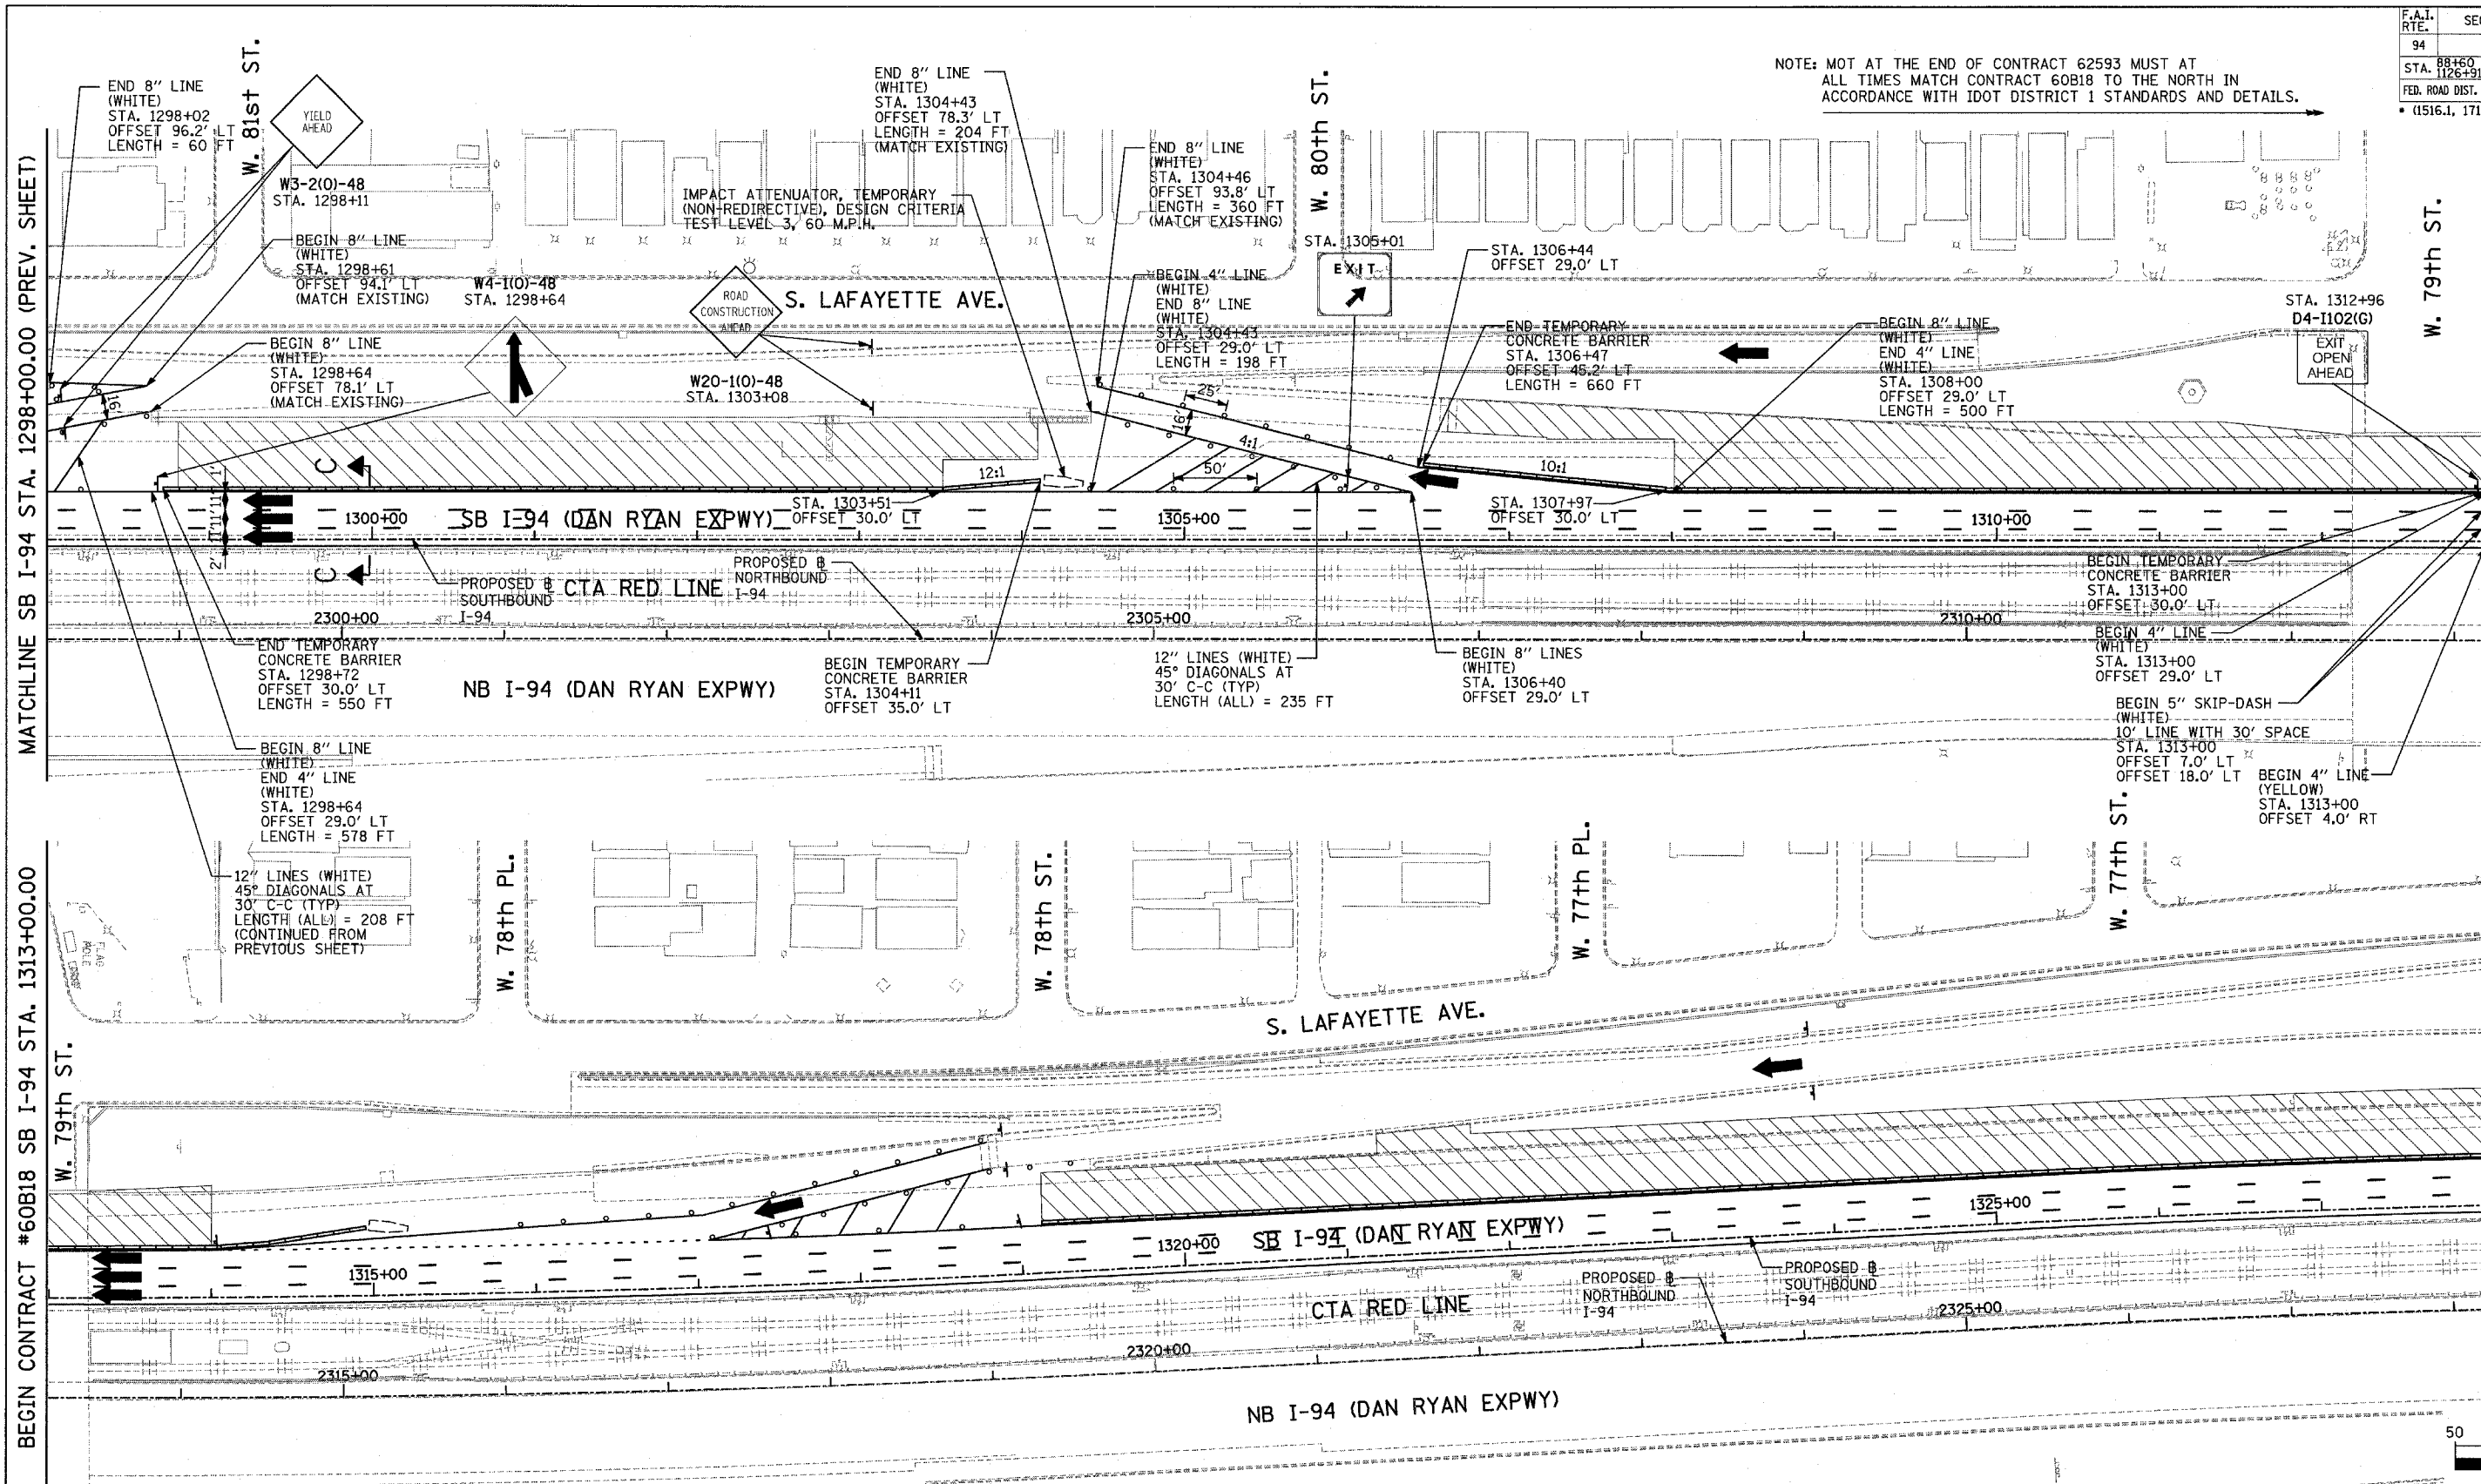 F.A.I.
RTE.
94
STA. 88+60
1126+91
FED. ROAD DIST.
* (1516.1, 171
NOTE: MOT AT THE END OF CONTRACT 62593 MUST AT
ALL TIMES MATCH CONTRACT 60B18 TO THE NORTH IN
ACCORDANCE WITH IDOT DISTRICT 1 STANDARDS AND DETAILS.
MATCHLINE SB I-94 STA. 1298+00.00 (PREV. SHEET)
END 8" LINE
(WHITE)
STA. 1298+02
OFFSET 96.2' LT
LENGTH = 60 FT
W. 81st ST.
YIELD
AHEAD
W3-2(O)-48
STA. 1298+11
BEGIN 8" LINE
(WHITE)
STA. 1298+61
OFFSET 94.1' LT
(MATCH EXISTING)
BEGIN 8" LINE
(WHITE)
STA. 1298+64
OFFSET 78.1' LT
(MATCH EXISTING)
W4-1(O)-48
STA. 1298+64
END 8" LINE
(WHITE)
STA. 1304+43
OFFSET 78.3' LT
LENGTH = 204 FT
(MATCH EXISTING)
IMPACT ATTENUATOR, TEMPORARY
(NON-REDIRECTIVE), DESIGN CRITERIA
TEST LEVEL 3, 60 M.P.H.
ROAD
CONSTRUCTION
AHEAD
S. LAFAYETTE AVE.
W20-1(O)-48
STA. 1303+08
END 8" LINE
(WHITE)
STA. 1304+46
OFFSET 93.8' LT
LENGTH = 360 FT
(MATCH EXISTING)
BEGIN 4" LINE
(WHITE)
END 8" LINE
(WHITE)
STA. 1304+43
OFFSET 29.0' LT
LENGTH = 198 FT
W. 80th ST.
STA. 1305+01
EXIT
STA. 1306+44
OFFSET 29.0' LT
END TEMPORARY
CONCRETE BARRIER
STA. 1306+47
OFFSET 45.2' LT
LENGTH = 660 FT
BEGIN 8" LINE
(WHITE)
END 4" LINE
(WHITE)
STA. 1308+00
OFFSET 29.0' LT
LENGTH = 500 FT
STA. 1312+96
D4-I102(G)
EXIT
OPEN
AHEAD
W. 79th ST.
16'
25'
16'
4:1
50'
12:1
10:1
C
C
1'
11'
11'
11'
2'
STA. 1303+51
OFFSET 30.0' LT
STA. 1307+97
OFFSET 30.0' LT
1300+00
SB I-94 (DAN RYAN EXPWY)
1305+00
1310+00
PROPOSED ℄
SOUTHBOUND
I-94
CTA RED LINE
PROPOSED ℄
NORTHBOUND
I-94
2300+00
2305+00
2310+00
END TEMPORARY
CONCRETE BARRIER
STA. 1298+72
OFFSET 30.0' LT
LENGTH = 550 FT
NB I-94 (DAN RYAN EXPWY)
BEGIN TEMPORARY
CONCRETE BARRIER
STA. 1304+11
OFFSET 35.0' LT
12" LINES (WHITE)
45° DIAGONALS AT
30' C-C (TYP)
LENGTH (ALL) = 235 FT
BEGIN 8" LINES
(WHITE)
STA. 1306+40
OFFSET 29.0' LT
BEGIN TEMPORARY
CONCRETE BARRIER
STA. 1313+00
OFFSET 30.0' LT
BEGIN 4" LINE
(WHITE)
STA. 1313+00
OFFSET 29.0' LT
BEGIN 5" SKIP-DASH
(WHITE)
10' LINE WITH 30' SPACE
STA. 1313+00
OFFSET 7.0' LT
OFFSET 18.0' LT
BEGIN 4" LINE
(YELLOW)
STA. 1313+00
OFFSET 4.0' RT
BEGIN 8" LINE
(WHITE)
END 4" LINE
(WHITE)
STA. 1298+64
OFFSET 29.0' LT
LENGTH = 578 FT
12" LINES (WHITE)
45° DIAGONALS AT
30' C-C (TYP)
LENGTH (ALL) = 208 FT
(CONTINUED FROM
PREVIOUS SHEET)
BEGIN CONTRACT #60B18 SB I-94 STA. 1313+00.00
FLAG
POLE
W. 79th ST.
W. 78th PL.
W. 78th ST.
W. 77th PL.
W. 77th ST.
S. LAFAYETTE AVE.
1315+00
1320+00
SB I-94 (DAN RYAN EXPWY)
1325+00
CTA RED LINE
PROPOSED ℄
NORTHBOUND
I-94
PROPOSED ℄
SOUTHBOUND
I-94
2315+00
2320+00
2325+00
NB I-94 (DAN RYAN EXPWY)
50